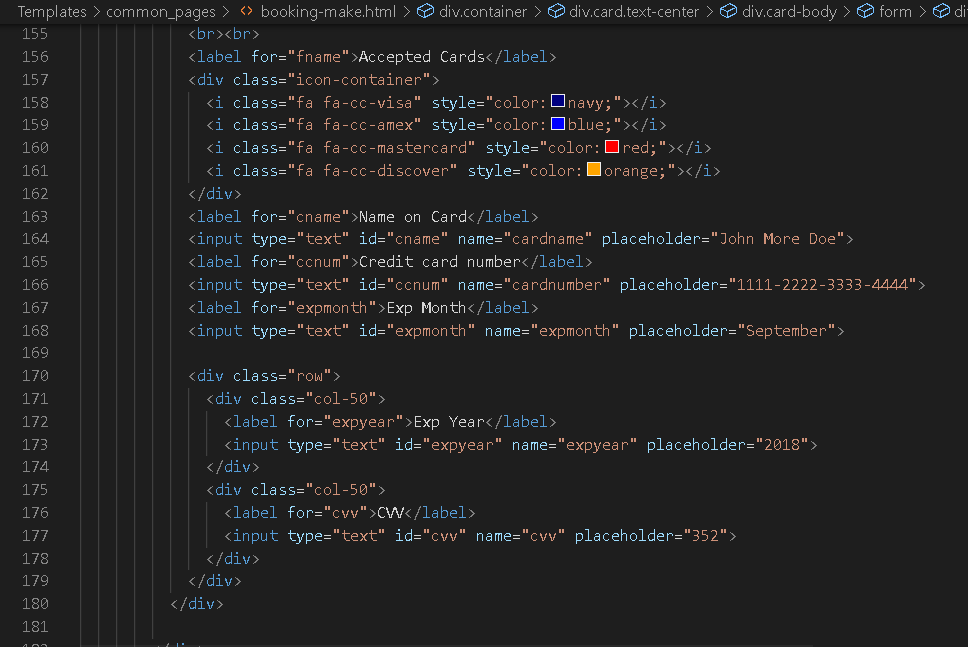 Templates > common_pages > booking-make.html > div.container > div.card.text-center > div.card-body > form > di
155 <br><br>
156 <label for="fname">Accepted Cards</label>
157 <div class="icon-container">
158 <i class="fa fa-cc-visa" style="color:navy;"></i>
159 <i class="fa fa-cc-amex" style="color:blue;"></i>
160 <i class="fa fa-cc-mastercard" style="color:red;"></i>
161 <i class="fa fa-cc-discover" style="color:orange;"></i>
162 </div>
163 <label for="cname">Name on Card</label>
164 <input type="text" id="cname" name="cardname" placeholder="John More Doe">
165 <label for="ccnum">Credit card number</label>
166 <input type="text" id="ccnum" name="cardnumber" placeholder="1111-2222-3333-4444">
167 <label for="expmonth">Exp Month</label>
168 <input type="text" id="expmonth" name="expmonth" placeholder="September">
169
170 <div class="row">
171 <div class="col-50">
172 <label for="expyear">Exp Year</label>
173 <input type="text" id="expyear" name="expyear" placeholder="2018">
174 </div>
175 <div class="col-50">
176 <label for="cvv">CVV</label>
177 <input type="text" id="cvv" name="cvv" placeholder="352">
178 </div>
179 </div>
180 </div>
181